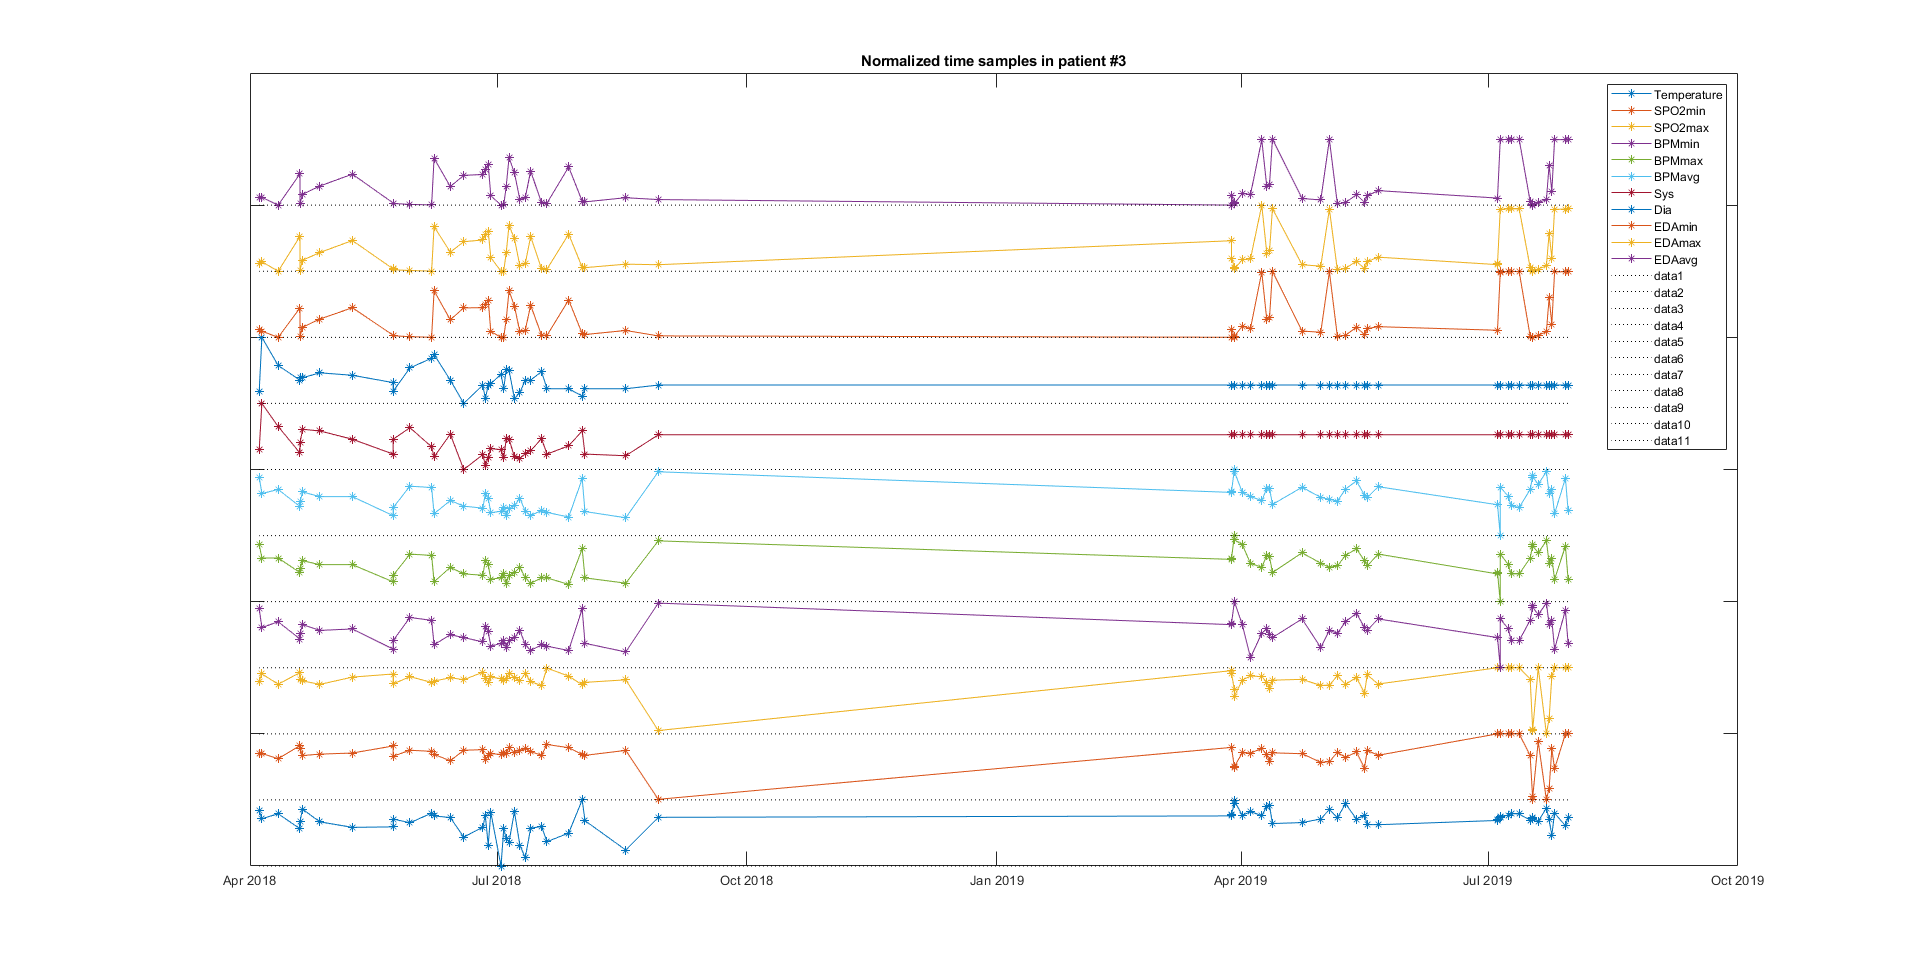 Normalized time samples in patient #3
Temperature
SPO2min
SPO2max
BPMmin
BPMmax
BPMavg
Sys
Dia
EDAmin
EDAmax
EDAavg
data1
data2
data3
data4
data5
data6
data7
data8
data9
data10
data11
Apr 2018 Jul 2018 Oct 2018 Jan 2019 Apr 2019 Jul 2019 Oct 2019